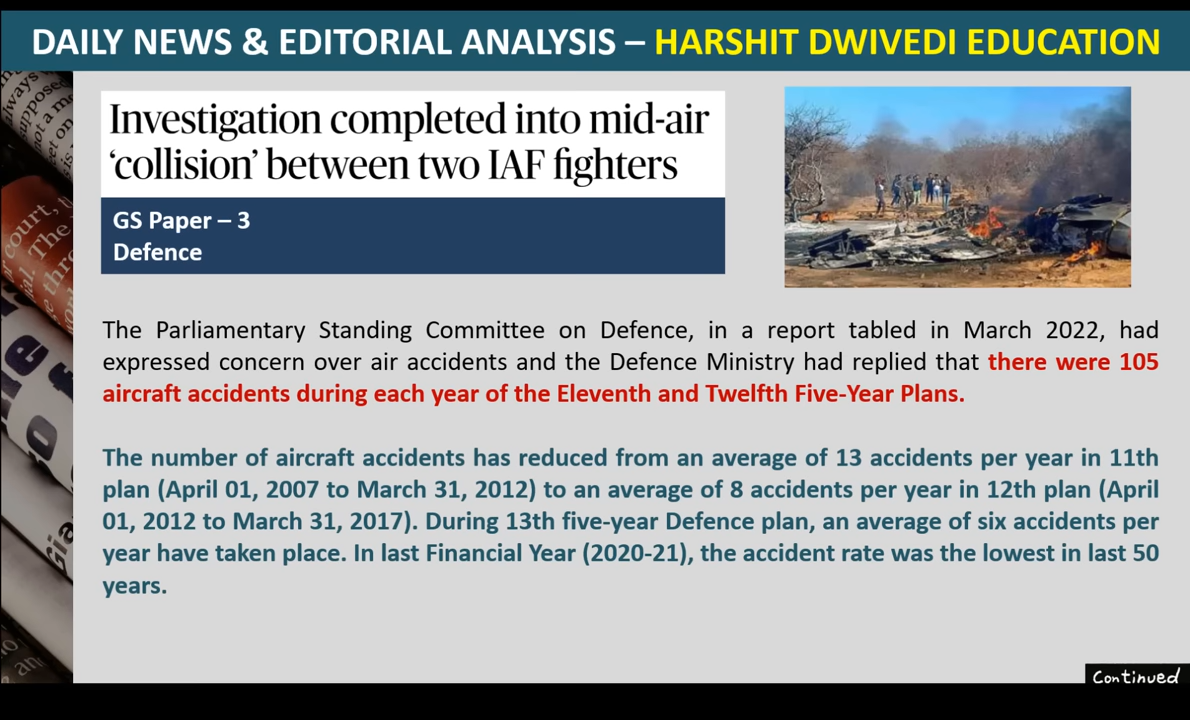 DAILY NEWS & EDITORIAL ANALYSIS – HARSHIT DWIVEDI EDUCATION
Investigation completed into mid-air
‘collision’ between two IAF fighters
GS Paper – 3
Defence
The Parliamentary Standing Committee on Defence, in a report tabled in March 2022, had
expressed concern over air accidents and the Defence Ministry had replied that there were 105
aircraft accidents during each year of the Eleventh and Twelfth Five-Year Plans.
The number of aircraft accidents has reduced from an average of 13 accidents per year in 11th
plan (April 01, 2007 to March 31, 2012) to an average of 8 accidents per year in 12th plan (April
01, 2012 to March 31, 2017). During 13th five-year Defence plan, an average of six accidents per
year have taken place. In last Financial Year (2020-21), the accident rate was the lowest in last 50
years.
Continued